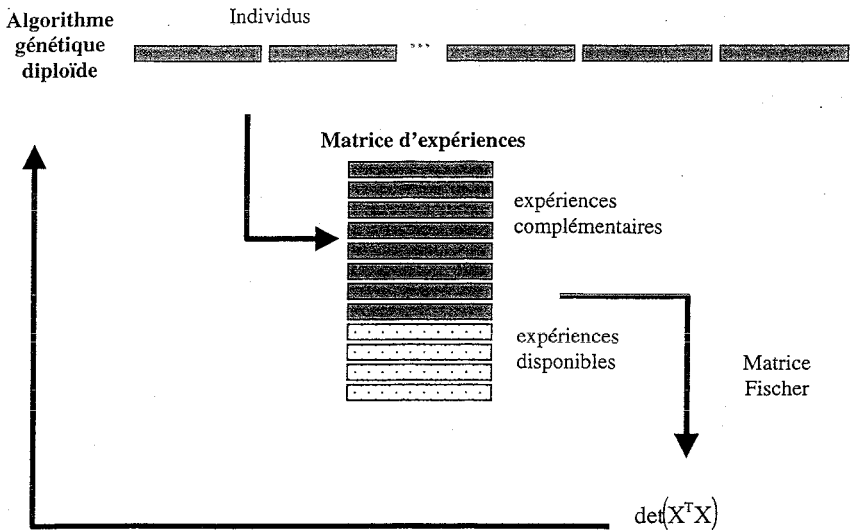 Algorithme
génétique
diploïde
Individus
...
Matrice d'expériences
expériences
complémentaires
expériences
disponibles
Matrice
Fischer
det(XᵀX)